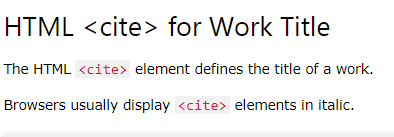 HTML <cite> for Work Title
The HTML <cite> element defines the title of a work.
Browsers usually display <cite> elements in italic.